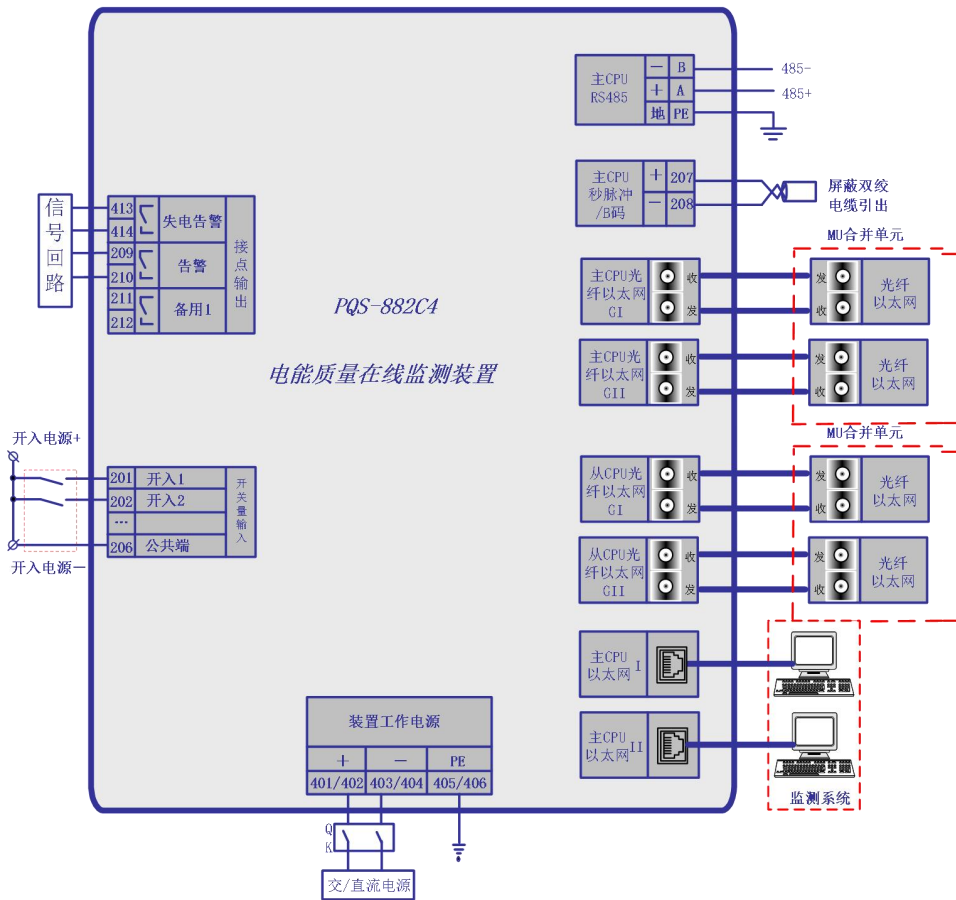 主CPU
RS485
－ B
＋ A
地 PE
485-
485+
主CPU
秒脉冲
/B码
＋ 207
－ 208
屏蔽双绞
电缆引出
信号回路
413
414
失电告警
209
210
告警
211
212
备用1
接点输出
PQS-882C4
电能质量在线监测装置
MU合并单元
主CPU光
纤以太网
GI
收
发
发
收
光纤
以太网
主CPU光
纤以太网
GII
收
发
发
收
光纤
以太网
MU合并单元
从CPU光
纤以太网
GI
收
发
发
收
光纤
以太网
从CPU光
纤以太网
GII
收
发
发
收
光纤
以太网
开入电源+
201 开入1
202 开入2
…
206 公共端
开关量输入
开入电源－
主CPU
以太网 I
主CPU
以太网 II
监测系统
装置工作电源
＋ － PE
401/402 403/404 405/406
Q
K
交/直流电源